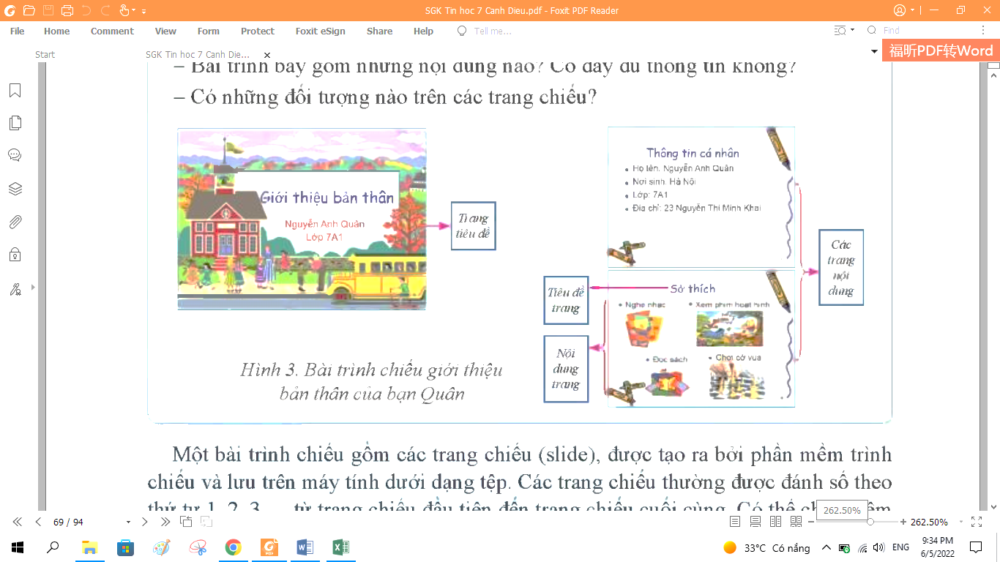 SGK Tin hoc 7 Canh Dieu.pdf - Foxit PDF Reader
File Home Comment View Form Protect Foxit eSign Share Help Tell me... Find
Start SGK Tin hoc 7 Canh Die...
福昕PDF转Word
– Bài trình bày gồm những nội dung nào? Có đầy đủ thông tin không?
– Có những đối tượng nào trên các trang chiếu?
Giới thiệu bản thân
Nguyễn Anh Quân
Lớp 7A1
Trang
tiêu đề
Thông tin cá nhân
Họ tên: Nguyễn Anh Quân
Nơi sinh: Hà Nội
Lớp: 7A1
Địa chỉ: 23 Nguyễn Thị Minh Khai
Các
trang
nội
dung
Tiêu đề
trang
Sở thích
Nghe nhạc
Xem phim hoạt hình
Đọc sách
Chơi cờ vua
Nội
dung
trang
Hình 3. Bài trình chiếu giới thiệu
bản thân của bạn Quân
Một bài trình chiếu gồm các trang chiếu (slide), được tạo ra bởi phần mềm trình
chiếu và lưu trên máy tính dưới dạng tệp. Các trang chiếu thường được đánh số theo
thứ tự 1, 2, 3, ... từ trang chiếu đầu tiên đến trang chiếu cuối cùng. Có thể
262.50%
69 / 94
262.50%
33°C Có nắng
ENG
9:34 PM
6/5/2022